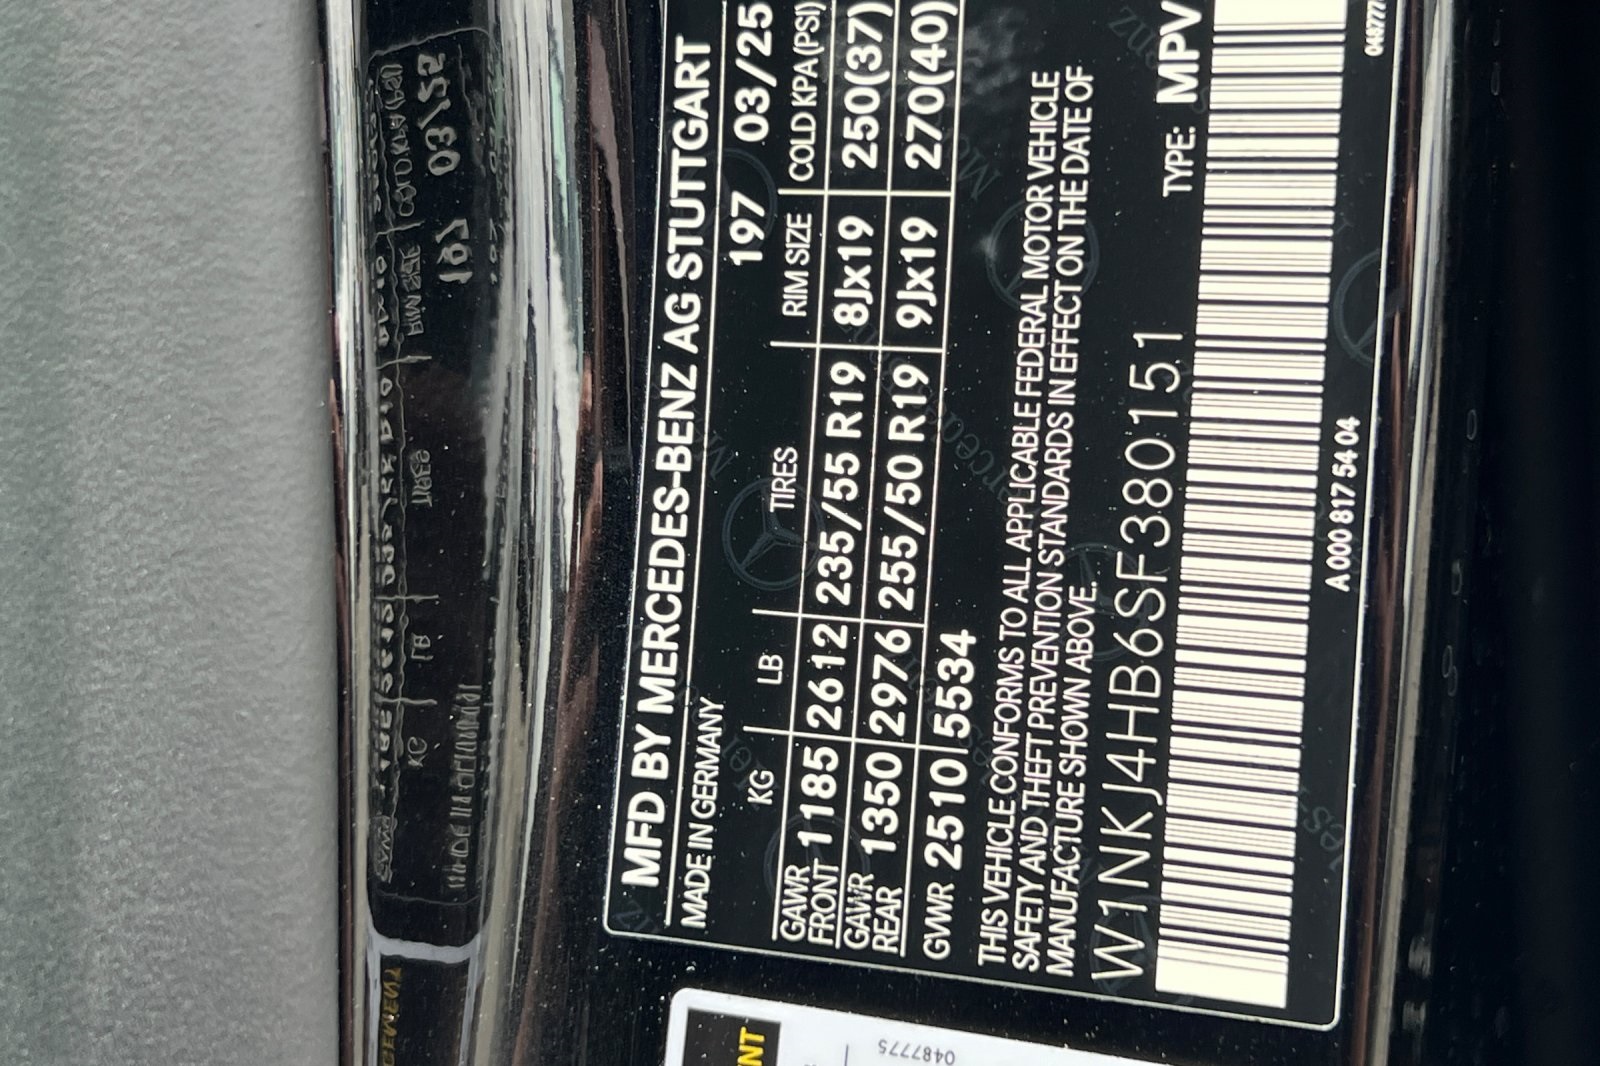 MFD BY MERCEDES-BENZ AG STUTTGART
MADE IN GERMANY 197 03/25
KG LB TIRES RIM SIZE COLD KPA(PSI)
GAWR FRONT 1185 2612 235/55 R19 8Jx19 250(37)
GAWR REAR 1350 2976 255/50 R19 9Jx19 270(40)
GVWR 2510 5534
THIS VEHICLE CONFORMS TO ALL APPLICABLE FEDERAL MOTOR VEHICLE
SAFETY AND THEFT PREVENTION STANDARDS IN EFFECT ON THE DATE OF
MANUFACTURE SHOWN ABOVE.
W1NKJ4HB6SF380151 TYPE: MPV
A 000 817 54 04
0487775